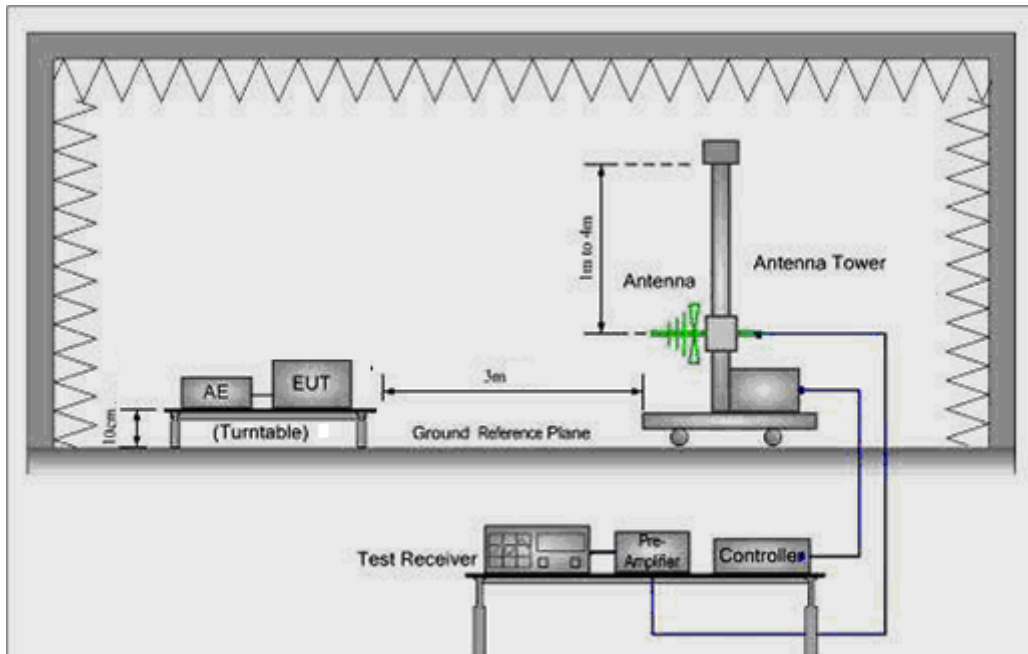 1m to 4m
Antenna
Antenna Tower
AE
EUT
3m
10cm
(Turntable)
Ground Reference Plane
Test Receiver
Pre-
Amplifier
Controller